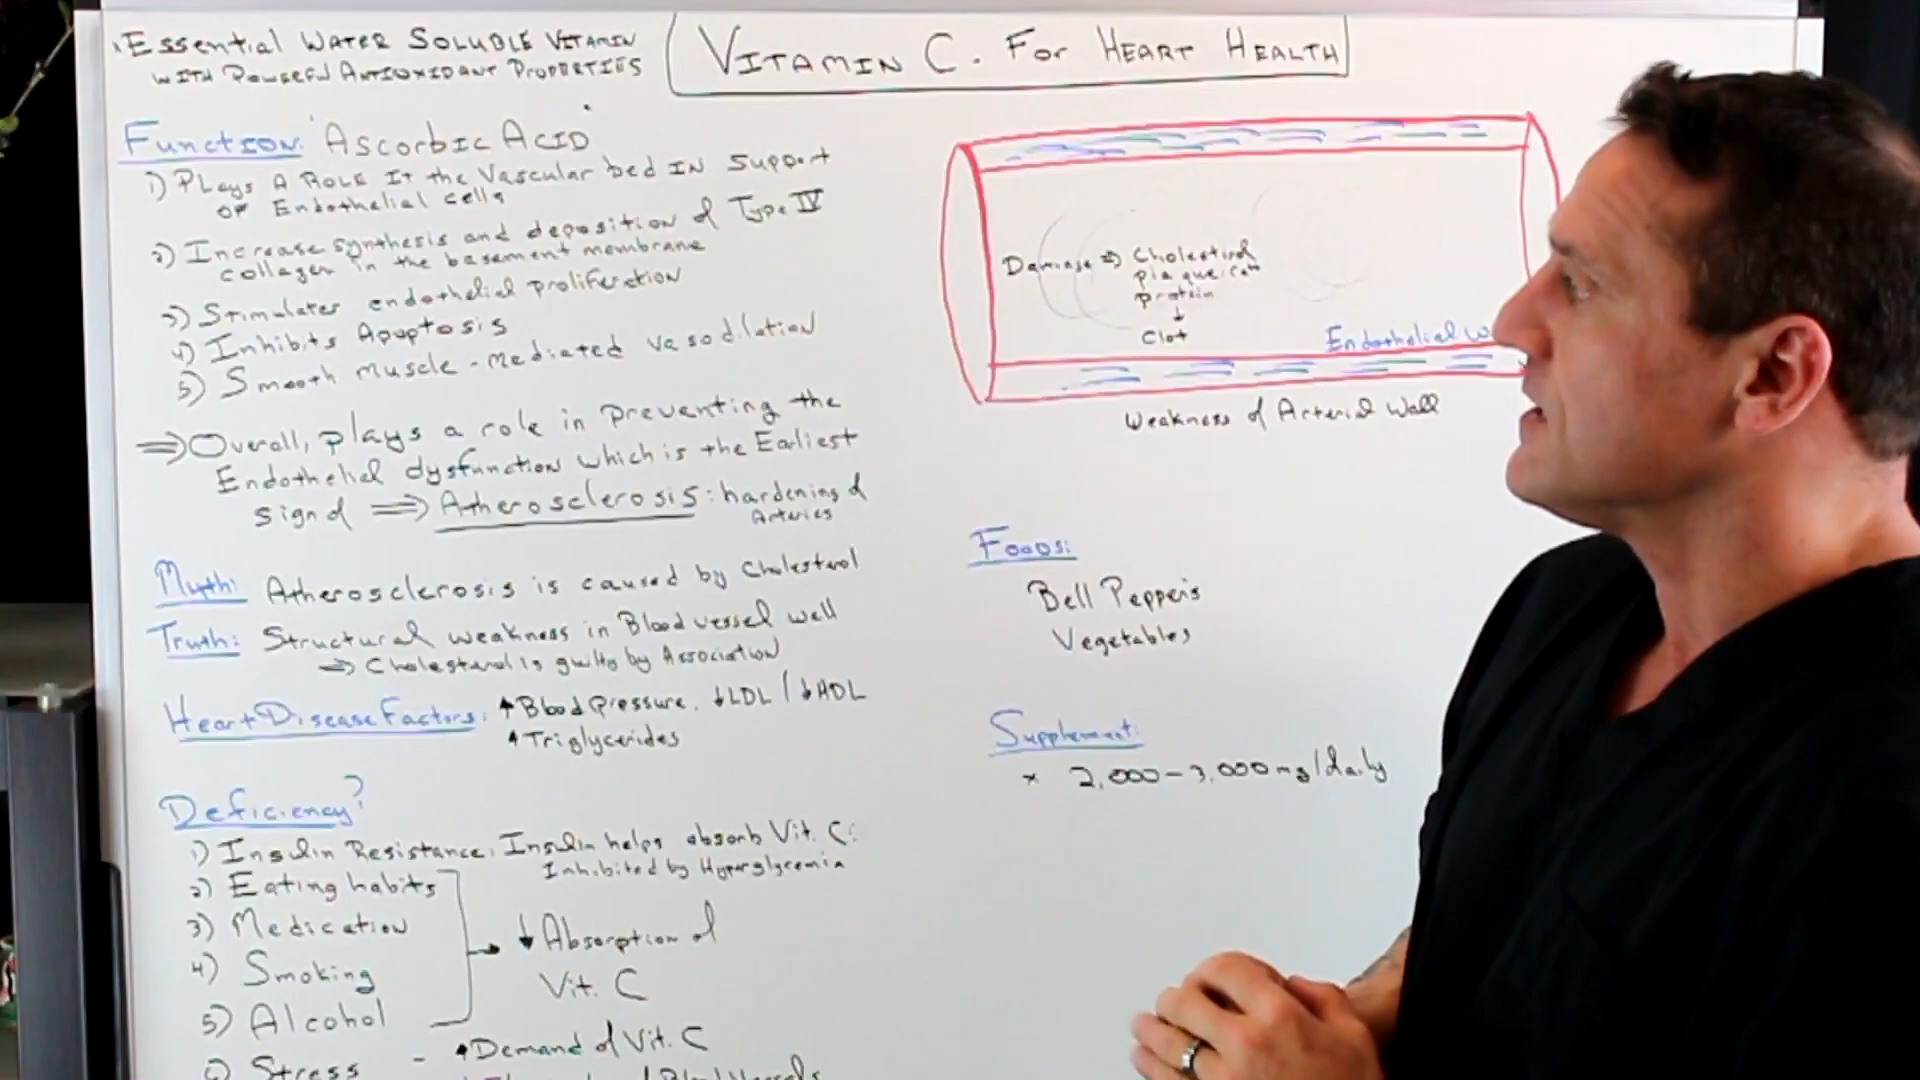 Essential Water Soluble Vitamin
with Powerful Antioxidant Properties
Vitamin C. For Heart Health
Function: "Ascorbic Acid"
1) Plays A Role It the Vascular bed IN Support
OF Endothelial cells
2) Increase synthesis and deposition of Type IV
collagen in the basement membrane
3) Stimulates endothelial proliferation
4) Inhibits Apoptosis
5) Smooth muscle-mediated vasodilation
⇒ Overall, plays a role in preventing the
Endothelial dysfunction which is the Earliest
sign of ⇒ Atherosclerosis: hardening of
Arteries
Myth: Atherosclerosis is caused by Cholesterol
Truth: Structural weakness in Blood vessel wall
⇒ Cholesterol is guilty by Association
Heart Disease Factors: ↑ Blood Pressure, ↓LDL / ↓HDL
↑ Triglycerides
Deficiency?
1) Insulin Resistance: Insulin helps absorb Vit. C:
Inhibited by Hyperglycemia
2) Eating habits
3) Medication
4) Smoking
5) Alcohol
↓ Absorption of
Vit. C
Stress - ↑ Demand of Vit. C
Damage ⇒ Cholesterol
plaque, Ca
protein
↓
Clot
Endothelial
Weakness of Arterial Wall
Foods:
Bell Peppers
Vegetables
Supplement:
* 2,000-3,000mg/daily